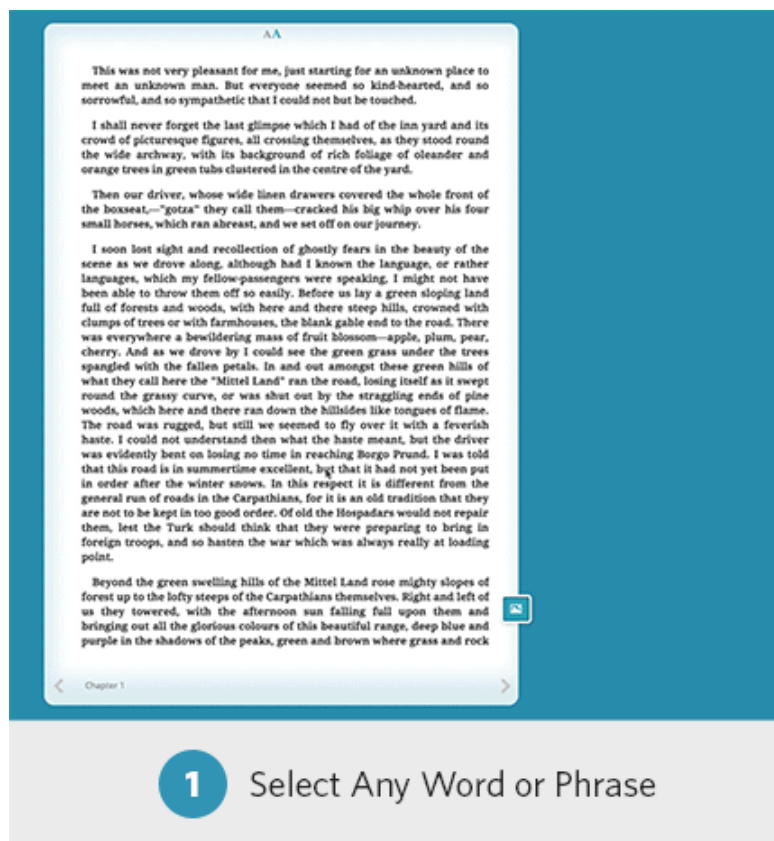 AA
This was not very pleasant for me, just starting for an unknown place to
meet an unknown man. But everyone seemed so kind-hearted, and so
sorrowful, and so sympathetic that I could not but be touched.
I shall never forget the last glimpse which I had of the inn yard and its
crowd of picturesque figures, all crossing themselves, as they stood round
the wide archway, with its background of rich foliage of oleander and
orange trees in green tubs clustered in the centre of the yard.
Then our driver, whose wide linen drawers covered the whole front of
the boxseat,—"gotza" they call them—cracked his big whip over his four
small horses, which ran abreast, and we set off on our journey.
I soon lost sight and recollection of ghostly fears in the beauty of the
scene as we drove along, although had I known the language, or rather
languages, which my fellow-passengers were speaking, I might not have
been able to throw them off so easily. Before us lay a green sloping land
full of forests and woods, with here and there steep hills, crowned with
clumps of trees or with farmhouses, the blank gable end to the road. There
was everywhere a bewildering mass of fruit blossom—apple, plum, pear,
cherry. And as we drove by I could see the green grass under the trees
spangled with the fallen petals. In and out amongst these green hills of
what they call here the "Mittel Land" ran the road, losing itself as it swept
round the grassy curve, or was shut out by the straggling ends of pine
woods, which here and there ran down the hillsides like tongues of flame.
The road was rugged, but still we seemed to fly over it with a feverish
haste. I could not understand then what the haste meant, but the driver
was evidently bent on losing no time in reaching Borgo Prund. I was told
that this road is in summertime excellent, but that it had not yet been put
in order after the winter snows. In this respect it is different from the
general run of roads in the Carpathians, for it is an old tradition that they
are not to be kept in too good order. Of old the Hospadars would not repair
them, lest the Turk should think that they were preparing to bring in
foreign troops, and so hasten the war which was always really at loading
point.
Beyond the green swelling hills of the Mittel Land rose mighty slopes of
forest up to the lofty steeps of the Carpathians themselves. Right and left of
us they towered, with the afternoon sun falling full upon them and
bringing out all the glorious colours of this beautiful range, deep blue and
purple in the shadows of the peaks, green and brown where grass and rock
Chapter 1
1 Select Any Word or Phrase